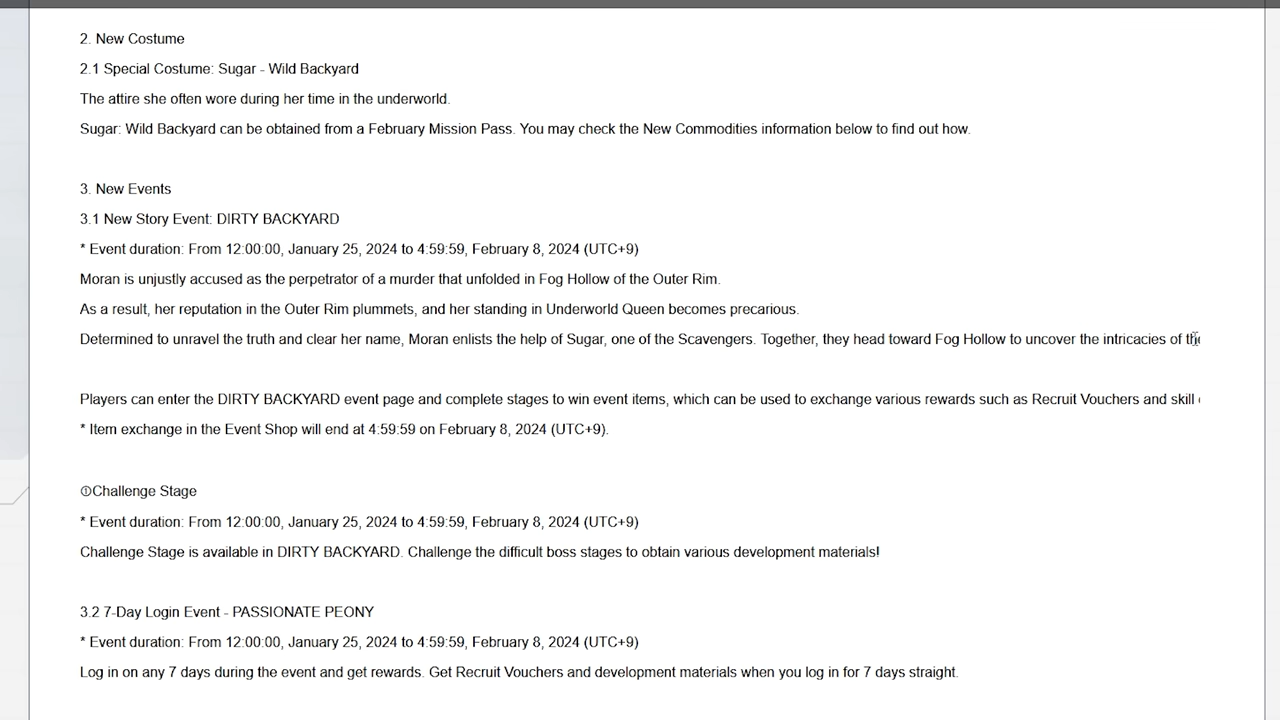 2. New Costume
2.1 Special Costume: Sugar - Wild Backyard
The attire she often wore during her time in the underworld.
Sugar: Wild Backyard can be obtained from a February Mission Pass. You may check the New Commodities information below to find out how.
3. New Events
3.1 New Story Event: DIRTY BACKYARD
* Event duration: From 12:00:00, January 25, 2024 to 4:59:59, February 8, 2024 (UTC+9)
Moran is unjustly accused as the perpetrator of a murder that unfolded in Fog Hollow of the Outer Rim.
As a result, her reputation in the Outer Rim plummets, and her standing in Underworld Queen becomes precarious.
Determined to unravel the truth and clear her name, Moran enlists the help of Sugar, one of the Scavengers. Together, they head toward Fog Hollow to uncover the intricacies of
Players can enter the DIRTY BACKYARD event page and complete stages to win event items, which can be used to exchange various rewards such as Recruit Vouchers and skill
* Item exchange in the Event Shop will end at 4:59:59 on February 8, 2024 (UTC+9).
①Challenge Stage
* Event duration: From 12:00:00, January 25, 2024 to 4:59:59, February 8, 2024 (UTC+9)
Challenge Stage is available in DIRTY BACKYARD. Challenge the difficult boss stages to obtain various development materials!
3.2 7-Day Login Event - PASSIONATE PEONY
* Event duration: From 12:00:00, January 25, 2024 to 4:59:59, February 8, 2024 (UTC+9)
Log in on any 7 days during the event and get rewards. Get Recruit Vouchers and development materials when you log in for 7 days straight.